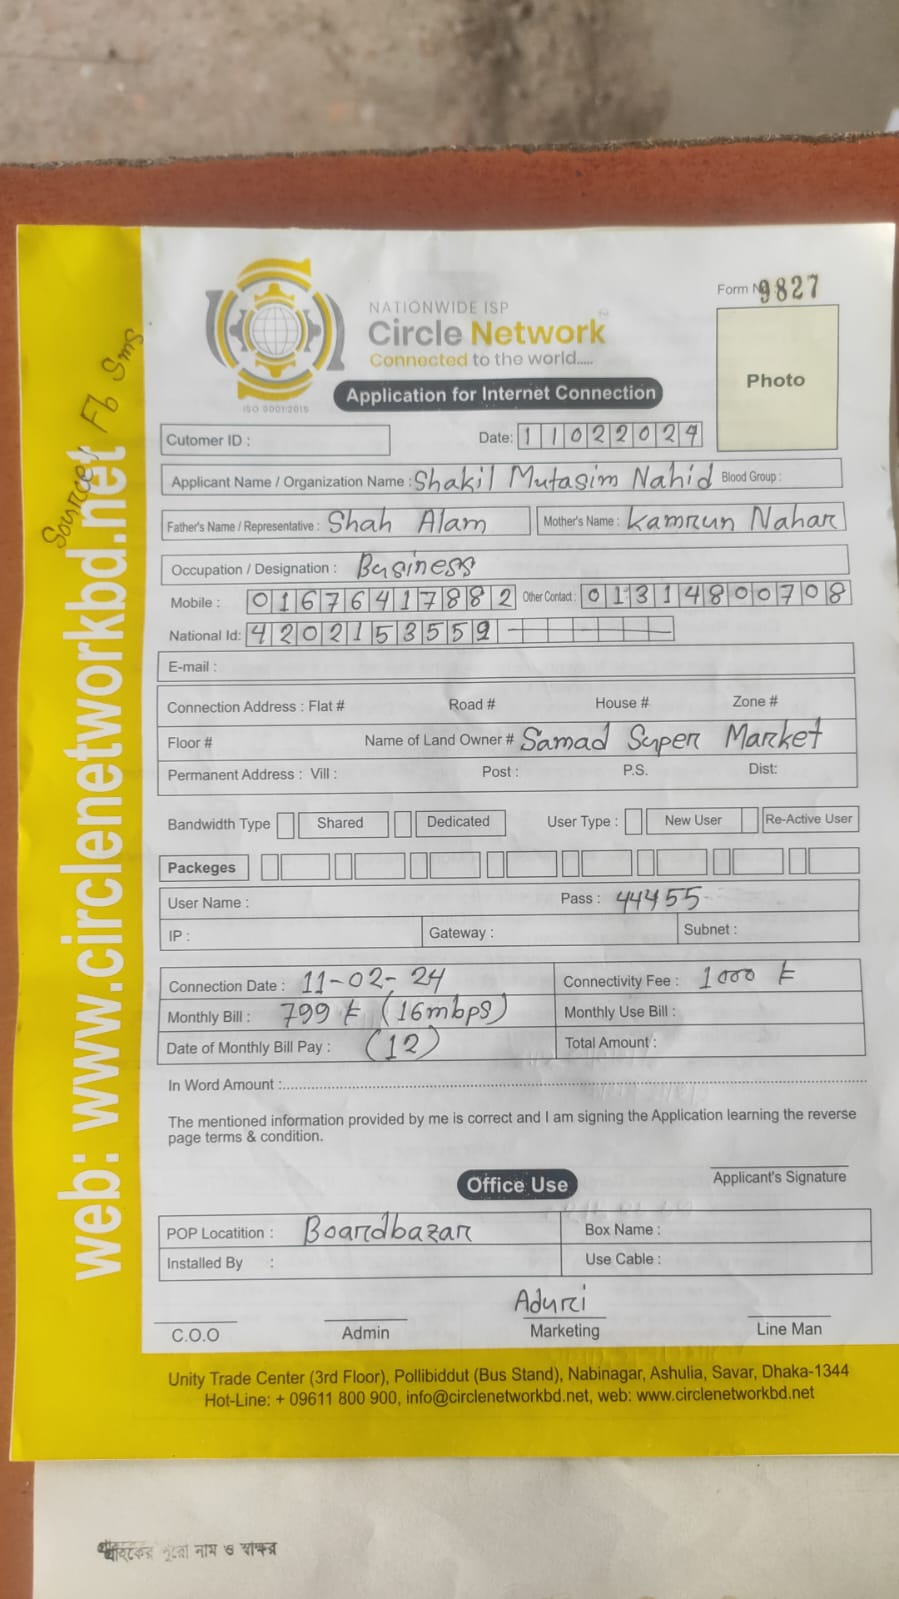 Form No 9827
NATIONWIDE ISP
Circle Network
Connected to the world.....
ISO 9001:2015
Application for Internet Connection
Photo
Cutomer ID :
Date: 11022024
Applicant Name / Organization Name : Shakil Mutasim Nahid Blood Group :
Father's Name / Representative : Shah Alam Mother's Name : Kamrun Nahar
Occupation / Designation : Business
Mobile : 01676417882 Other Contact : 01314800708
National Id: 4202153559
E-mail :
Connection Address : Flat # Road # House # Zone #
Floor # Name of Land Owner # Samad Super Market
Permanent Address : Vill : Post : P.S. Dist:
Bandwidth Type Shared Dedicated User Type : New User Re-Active User
Packeges
User Name : Pass : 44455
IP : Gateway : Subnet :
Connection Date : 11-02-24 Connectivity Fee : 1000 ৳
Monthly Bill : 799 ৳ (16mbps) Monthly Use Bill :
Date of Monthly Bill Pay : (12) Total Amount :
In Word Amount :
The mentioned information provided by me is correct and I am signing the Application learning the reverse
page terms & condition.
Applicant's Signature
Office Use
POP Locatition : Boardbazar Box Name :
Installed By : Use Cable :
Aduri
C.O.O Admin Marketing Line Man
Unity Trade Center (3rd Floor), Pollibiddut (Bus Stand), Nabinagar, Ashulia, Savar, Dhaka-1344
Hot-Line: + 09611 800 900, info@circlenetworkbd.net, web: www.circlenetworkbd.net
web: www.circlenetworkbd.net
Sources Fb Sms
নাম ও স্বাক্ষর